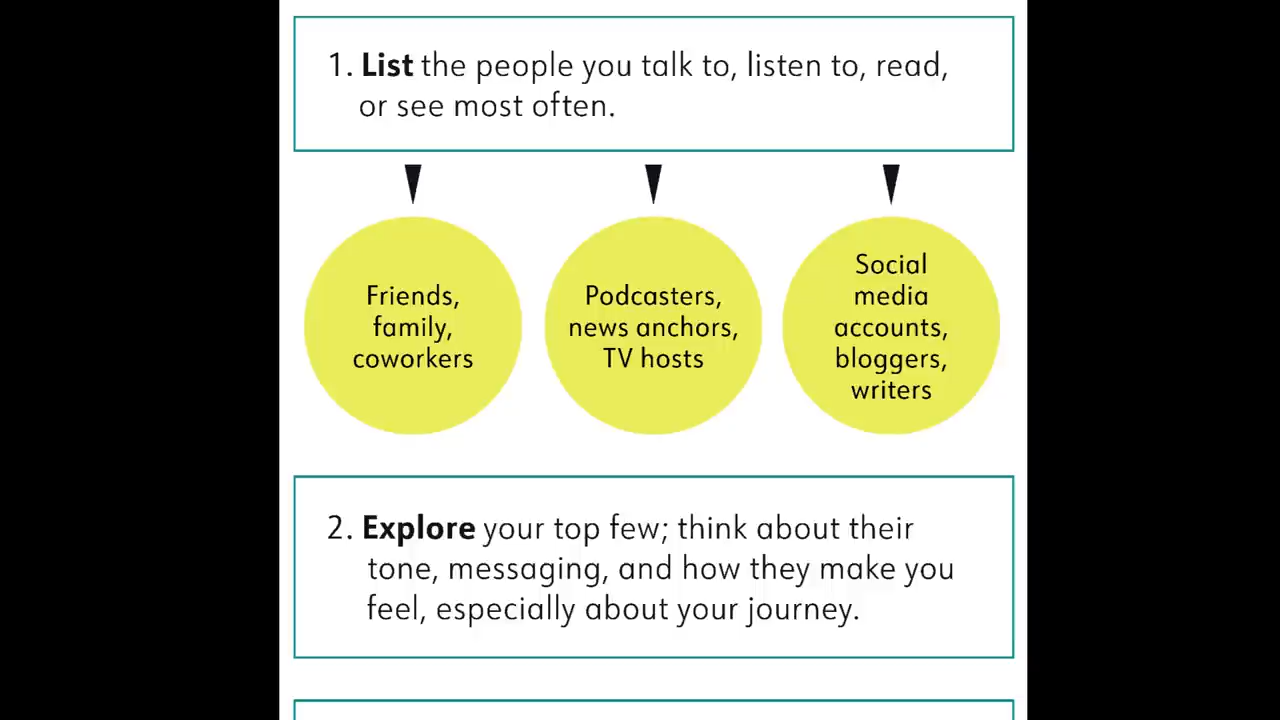 1. List the people you talk to, listen to, read,
or see most often.
Friends,
family,
coworkers
Podcasters,
news anchors,
TV hosts
Social
media
accounts,
bloggers,
writers
2. Explore your top few; think about their
tone, messaging, and how they make you
feel, especially about your journey.